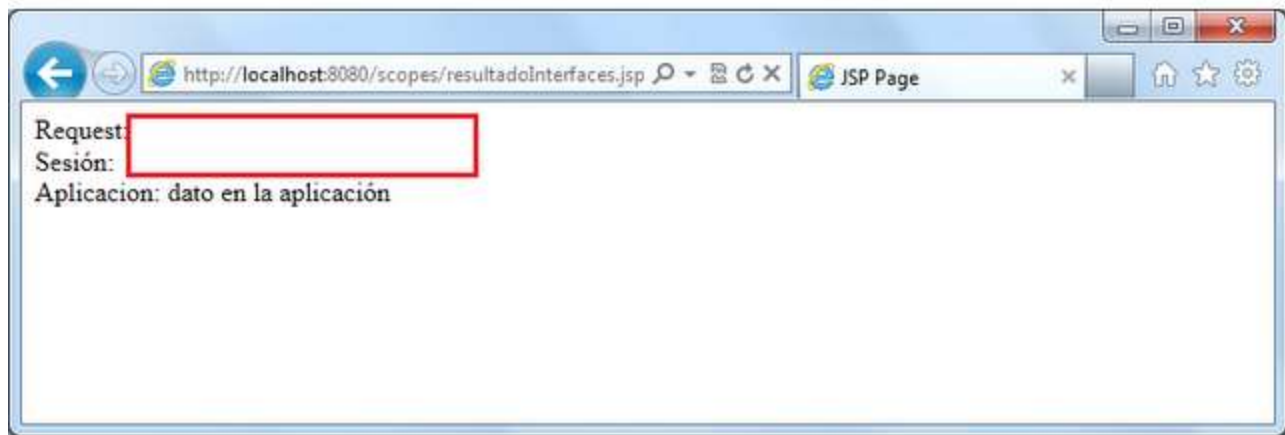 http://localhost:8080/scopes/resultadoInterfaces.jsp
JSP Page
Request:
Sesión:
Aplicacion: dato en la aplicación